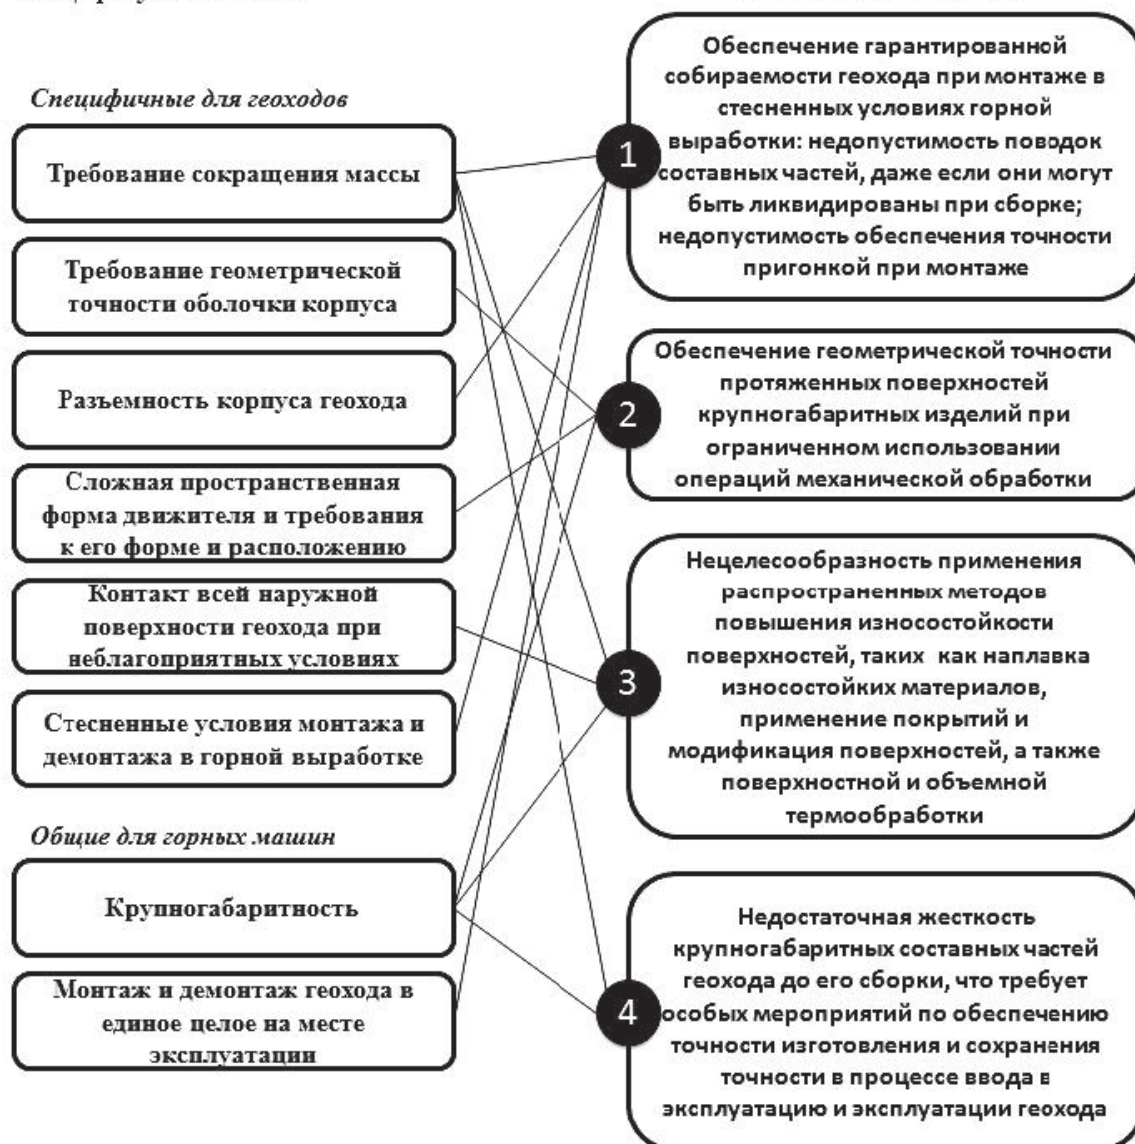 Специфичные для геоходов
Требование сокращения массы
Требование геометрической
точности оболочки корпуса
Разъемность корпуса геохода
Сложная пространственная
форма движителя и требования
к его форме и расположению
Контакт всей наружной
поверхности геохода при
неблагоприятных условиях
Стесненные условия монтажа и
демонтажа в горной выработке
Общие для горных машин
Крупногабаритность
Монтаж и демонтаж геохода в
единое целое на месте
эксплуатации
1
Обеспечение гарантированной
собираемости геохода при монтаже в
стесненных условиях горной
выработки: недопустимость поводок
составных частей, даже если они могут
быть ликвидированы при сборке;
недопустимость обеспечения точности
пригонкой при монтаже
2
Обеспечение геометрической точности
протяженных поверхностей
крупногабаритных изделий при
ограниченном использовании
операций механической обработки
3
Нецелесообразность применения
распространенных методов
повышения износостойкости
поверхностей, таких как наплавка
износостойких материалов,
применение покрытий и
модификация поверхностей, а также
поверхностной и объемной
термообработки
4
Недостаточная жесткость
крупногабаритных составных частей
геохода до его сборки, что требует
особых мероприятий по обеспечению
точности изготовления и сохранения
точности в процессе ввода в
эксплуатацию и эксплуатации геохода